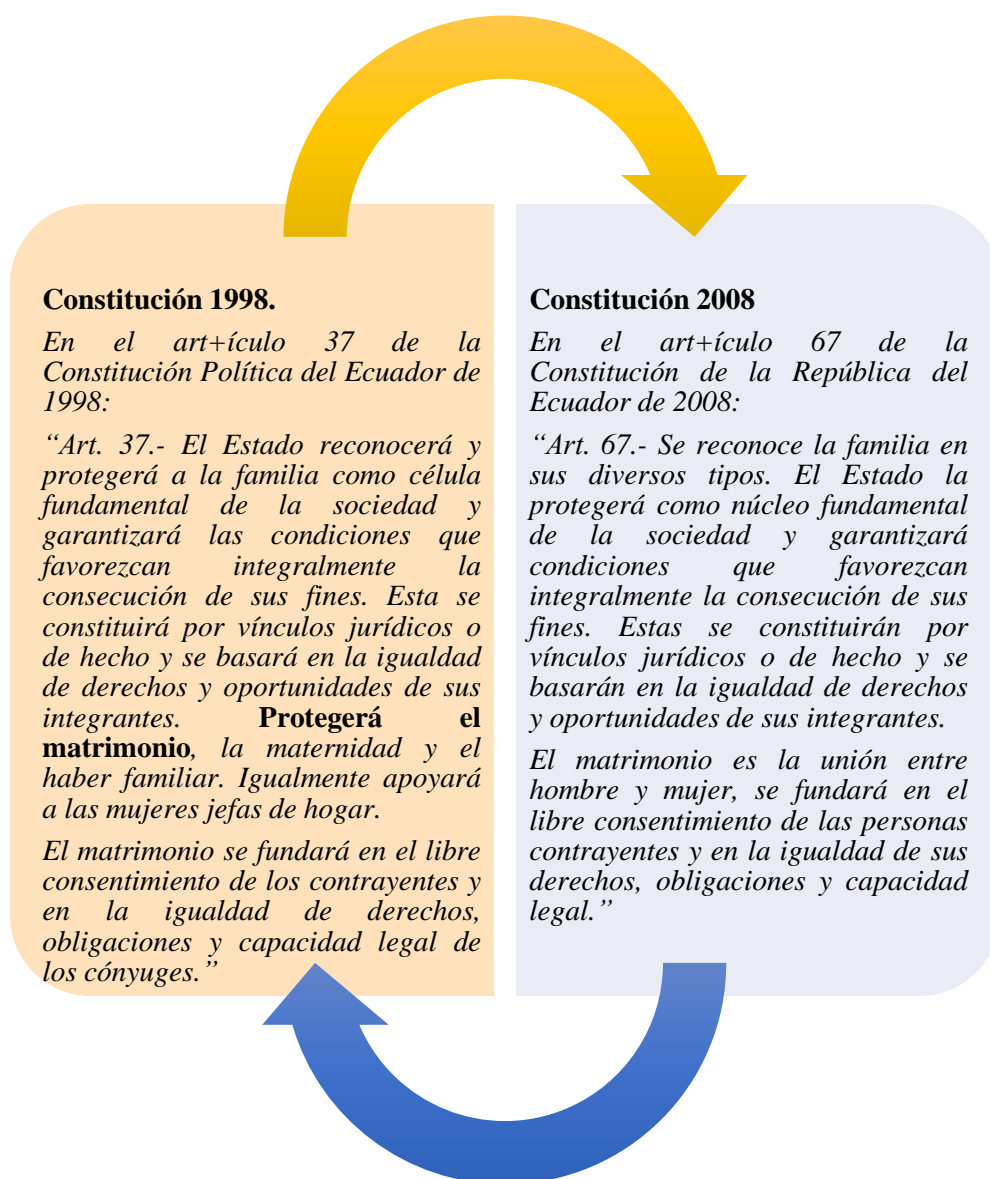 Constitución 1998.
En el art+ículo 37 de la
Constitución Política del Ecuador de
1998:
“Art. 37.- El Estado reconocerá y
protegerá a la familia como célula
fundamental de la sociedad y
garantizará las condiciones que
favorezcan integralmente la
consecución de sus fines. Esta se
constituirá por vínculos jurídicos o
de hecho y se basará en la igualdad
de derechos y oportunidades de sus
integrantes. Protegerá el
matrimonio, la maternidad y el
haber familiar. Igualmente apoyará
a las mujeres jefas de hogar.
El matrimonio se fundará en el libre
consentimiento de los contrayentes y
en la igualdad de derechos,
obligaciones y capacidad legal de
los cónyuges.”
Constitución 2008
En el art+ículo 67 de la
Constitución de la República del
Ecuador de 2008:
“Art. 67.- Se reconoce la familia en
sus diversos tipos. El Estado la
protegerá como núcleo fundamental
de la sociedad y garantizará
condiciones que favorezcan
integralmente la consecución de sus
fines. Estas se constituirán por
vínculos jurídicos o de hecho y se
basarán en la igualdad de derechos
y oportunidades de sus integrantes.
El matrimonio es la unión entre
hombre y mujer, se fundará en el
libre consentimiento de las personas
contrayentes y en la igualdad de sus
derechos, obligaciones y capacidad
legal.”